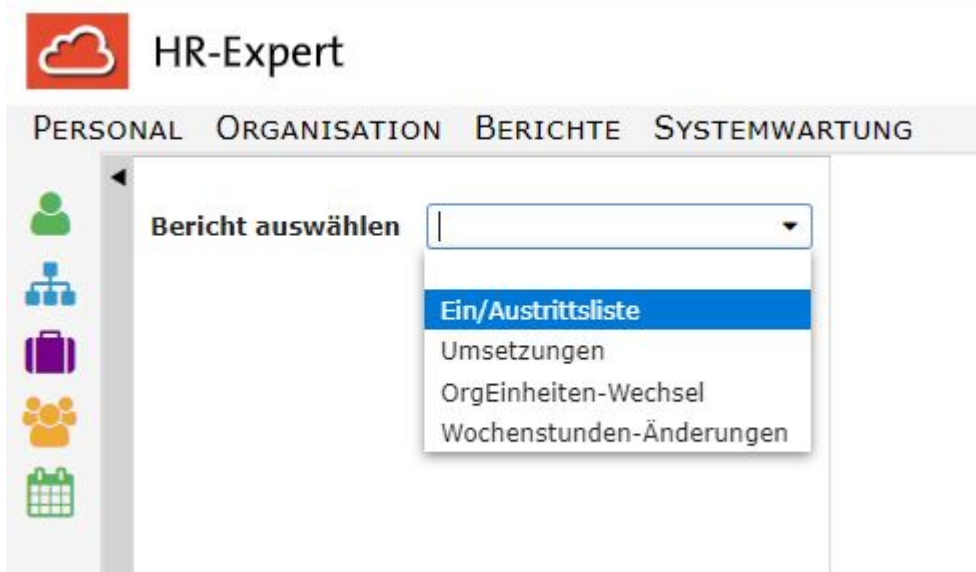 HR-Expert
PERSONAL ORGANISATION BERICHTE SYSTEMWARTUNG
Bericht auswählen
Ein/Austrittsliste
Umsetzungen
OrgEinheiten-Wechsel
Wochenstunden-Änderungen